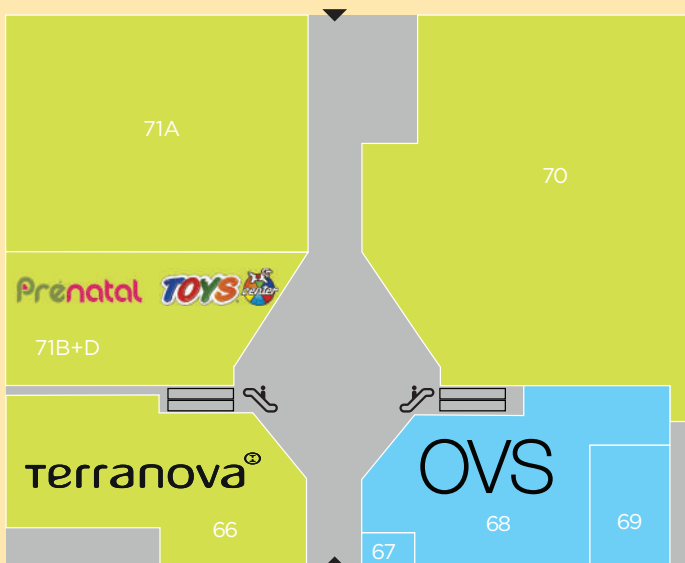 71A
70
Prénatal TOYS center
71B+D
Terranova
OVS
66
68
69
67